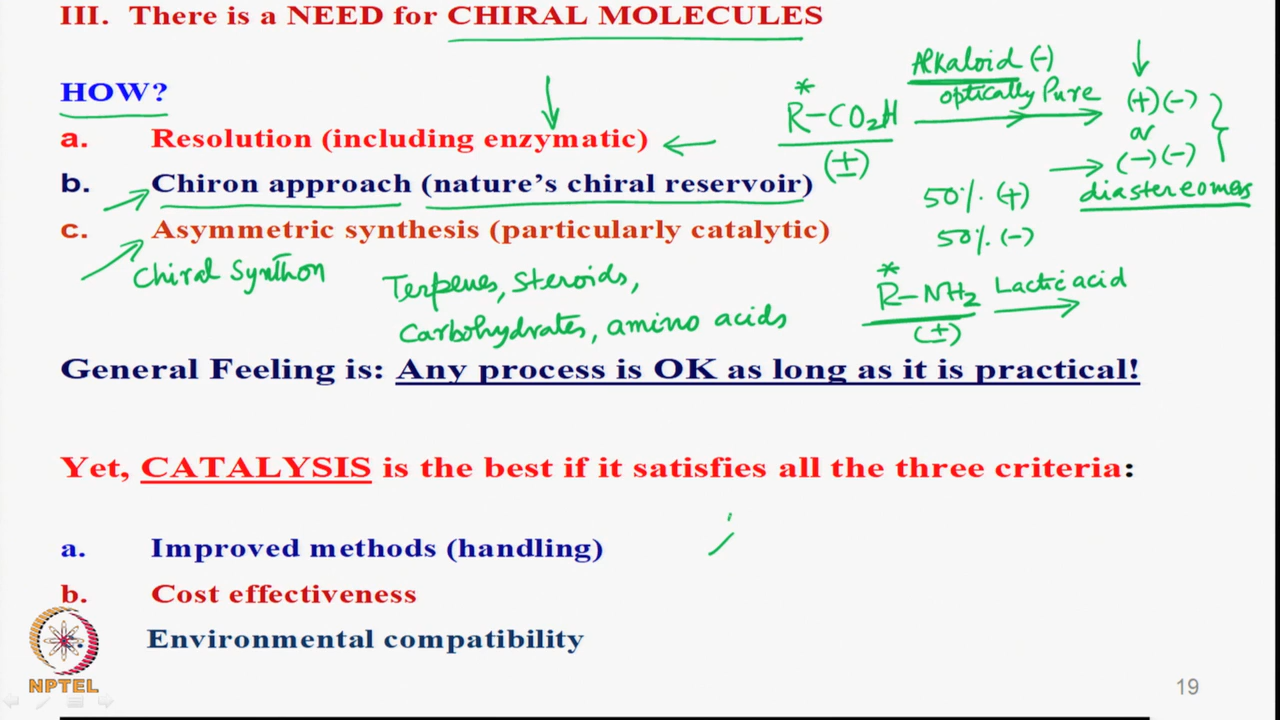 III. There is a NEED for CHIRAL MOLECULES
HOW?
a. Resolution (including enzymatic)
b. Chiron approach (nature's chiral reservoir)
c. Asymmetric synthesis (particularly catalytic)
Chiral Synthon
Terpenes, Steroids,
Carbohydrates, amino acids
* R-CO2H
(±)
Alkaloid (-)
optically Pure
(+)(-)
or
(-)(-)
diastereomers
50% (+)
50% (-)
* R-NH2 Lactic acid
(±)
General Feeling is: Any process is OK as long as it is practical!
Yet, CATALYSIS is the best if it satisfies all the three criteria:
a. Improved methods (handling)
b. Cost effectiveness
Environmental compatibility
NPTEL
19